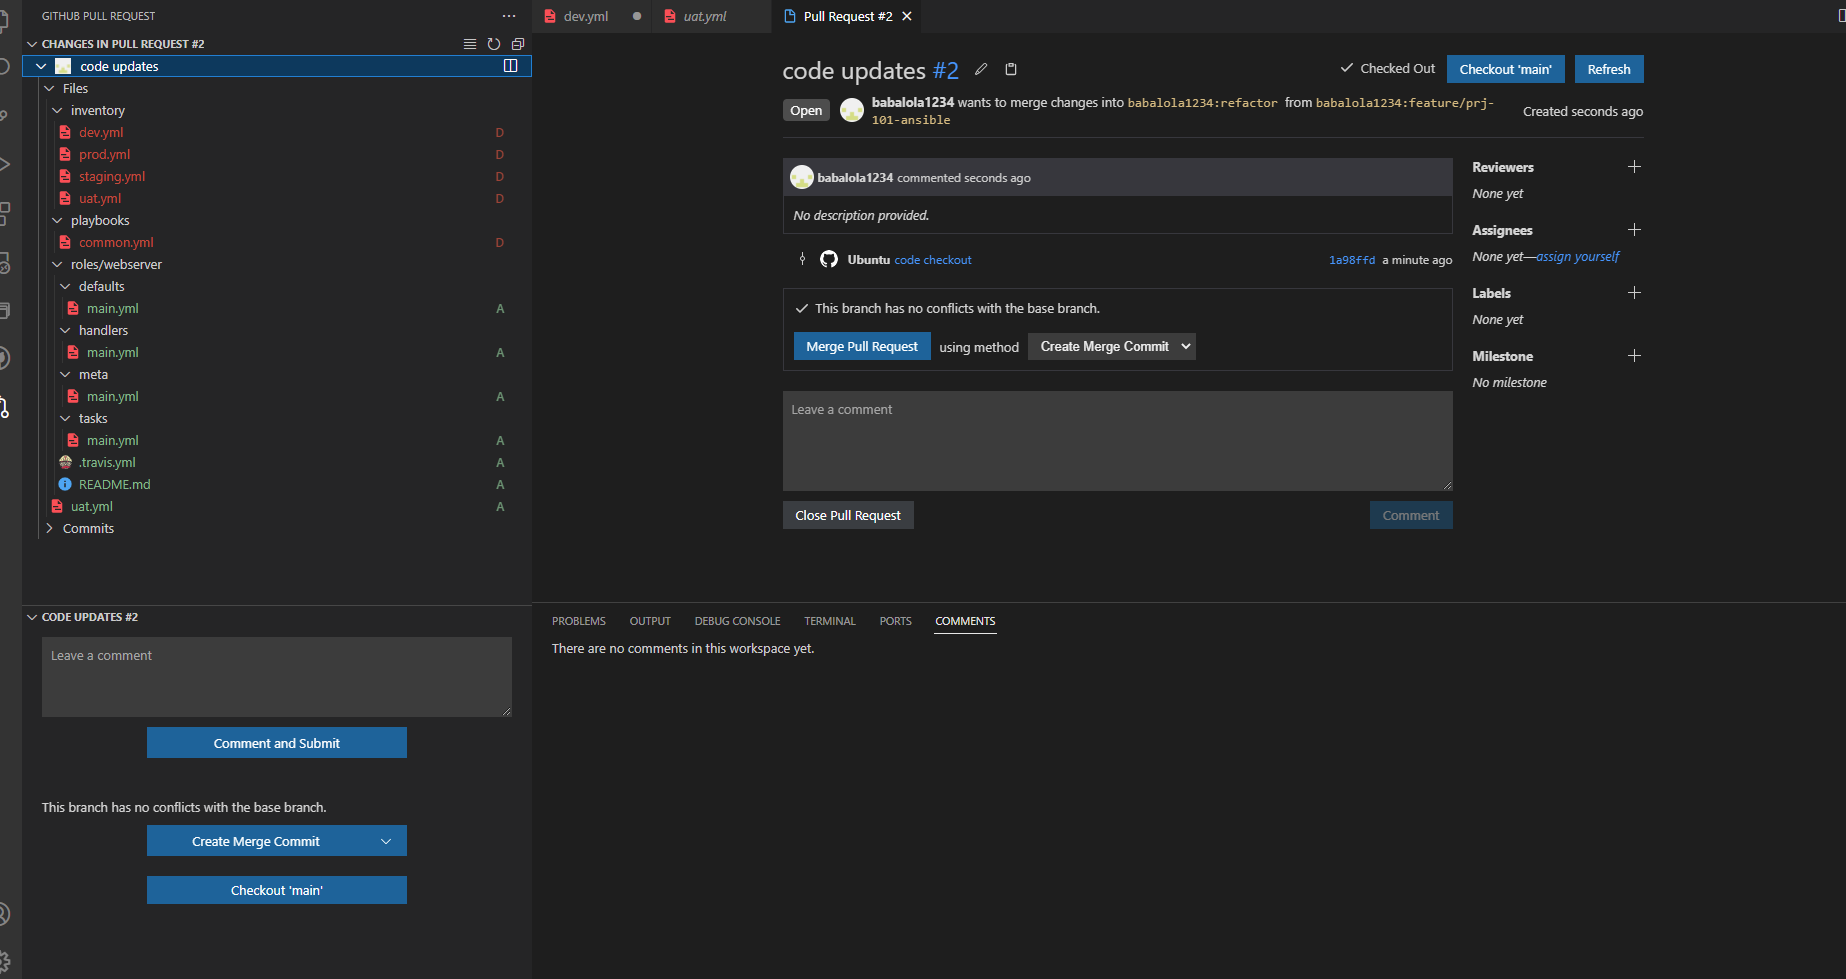 GITHUB PULL REQUEST
CHANGES IN PULL REQUEST #2
code updates
Files
inventory
dev.yml D
prod.yml D
staging.yml D
uat.yml D
playbooks
common.yml D
roles/webserver
defaults
main.yml A
handlers
main.yml A
meta
main.yml A
tasks
main.yml A
.travis.yml A
README.md A
uat.yml A
Commits
CODE UPDATES #2
Leave a comment
Comment and Submit
This branch has no conflicts with the base branch.
Create Merge Commit
Checkout 'main'
dev.yml
uat.yml
Pull Request #2
code updates #2
Checked Out
Checkout 'main'
Refresh
Open
babalola1234 wants to merge changes into babalola1234:refactor from babalola1234:feature/prj-
101-ansible
Created seconds ago
babalola1234 commented seconds ago
No description provided.
Ubuntu code checkout 1a98ffd a minute ago
This branch has no conflicts with the base branch.
Merge Pull Request using method Create Merge Commit
Leave a comment
Close Pull Request
Comment
Reviewers
None yet
Assignees
None yet—assign yourself
Labels
None yet
Milestone
No milestone
PROBLEMS OUTPUT DEBUG CONSOLE TERMINAL PORTS COMMENTS
There are no comments in this workspace yet.